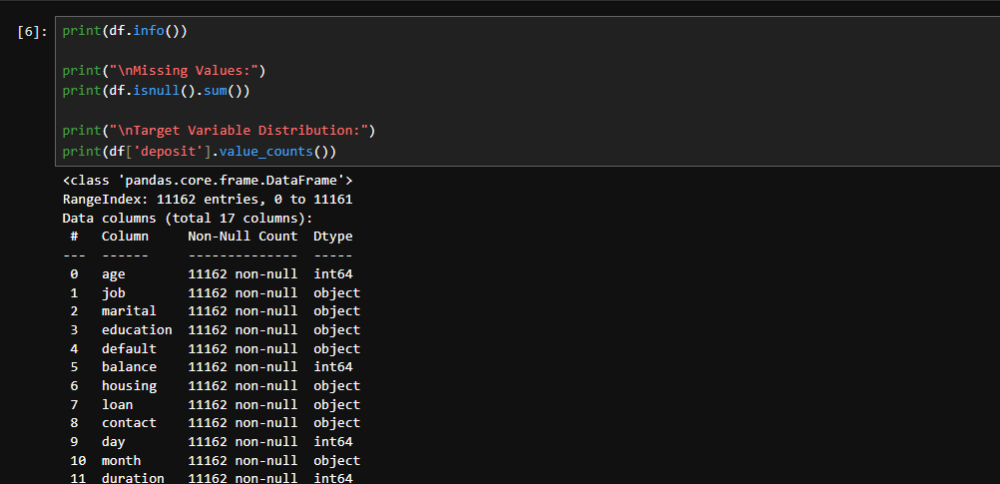 [6]: print(df.info())
print("\nMissing Values:")
print(df.isnull().sum())
print("\nTarget Variable Distribution:")
print(df['deposit'].value_counts())
<class 'pandas.core.frame.DataFrame'>
RangeIndex: 11162 entries, 0 to 11161
Data columns (total 17 columns):
 #   Column     Non-Null Count  Dtype
---  ------     --------------  -----
 0   age        11162 non-null  int64
 1   job        11162 non-null  object
 2   marital    11162 non-null  object
 3   education  11162 non-null  object
 4   default    11162 non-null  object
 5   balance    11162 non-null  int64
 6   housing    11162 non-null  object
 7   loan       11162 non-null  object
 8   contact    11162 non-null  object
 9   day        11162 non-null  int64
 10  month      11162 non-null  object
 11  duration   11162 non-null  int64